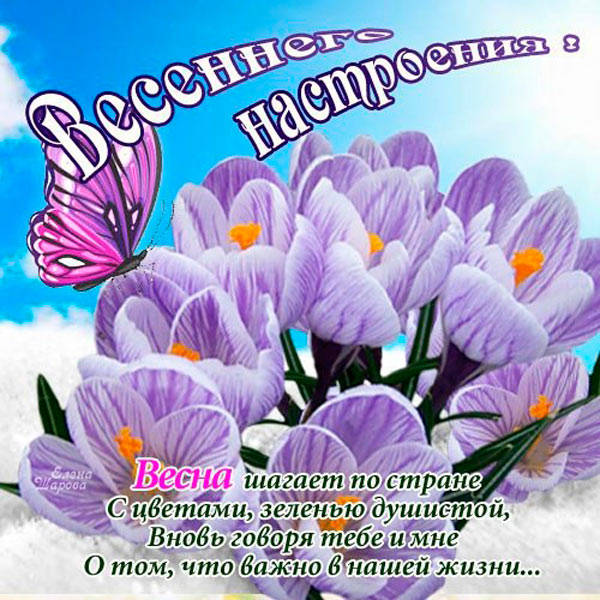 Весеннего
настроения !
Елена
Шарова
Весна шагает по стране
С цветами, зеленью душистой,
Вновь говоря тебе и мне
О том, что важно в нашей жизни...